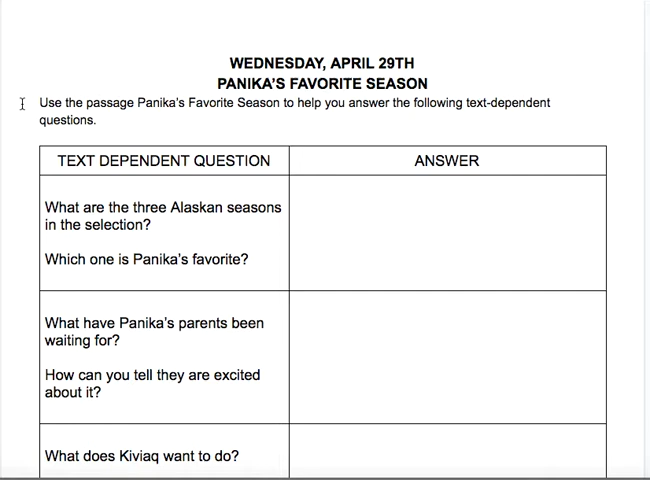 WEDNESDAY, APRIL 29TH
PANIKA'S FAVORITE SEASON
Use the passage Panika's Favorite Season to help you answer the following text-dependent
questions.
TEXT DEPENDENT QUESTION
ANSWER
What are the three Alaskan seasons
in the selection?
Which one is Panika's favorite?
What have Panika's parents been
waiting for?
How can you tell they are excited
about it?
What does Kiviaq want to do?